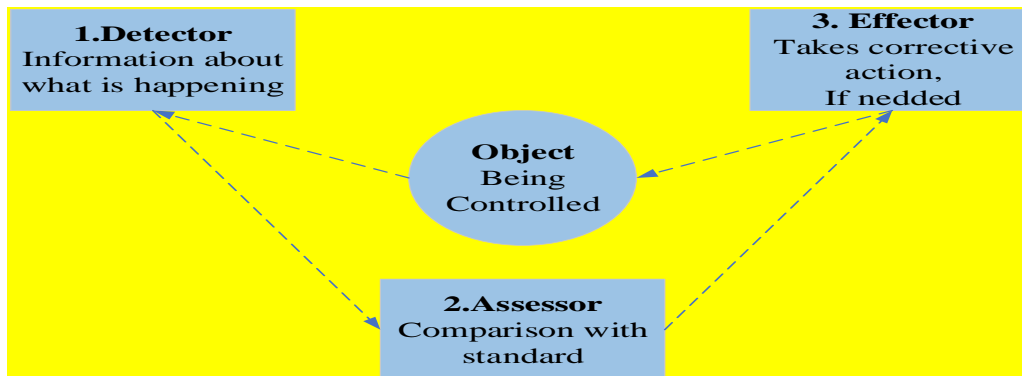 1.Detector
Information about
what is happening
3. Effector
Takes corrective
action,
If nedded
Object
Being
Controlled
2.Assessor
Comparison with
standard